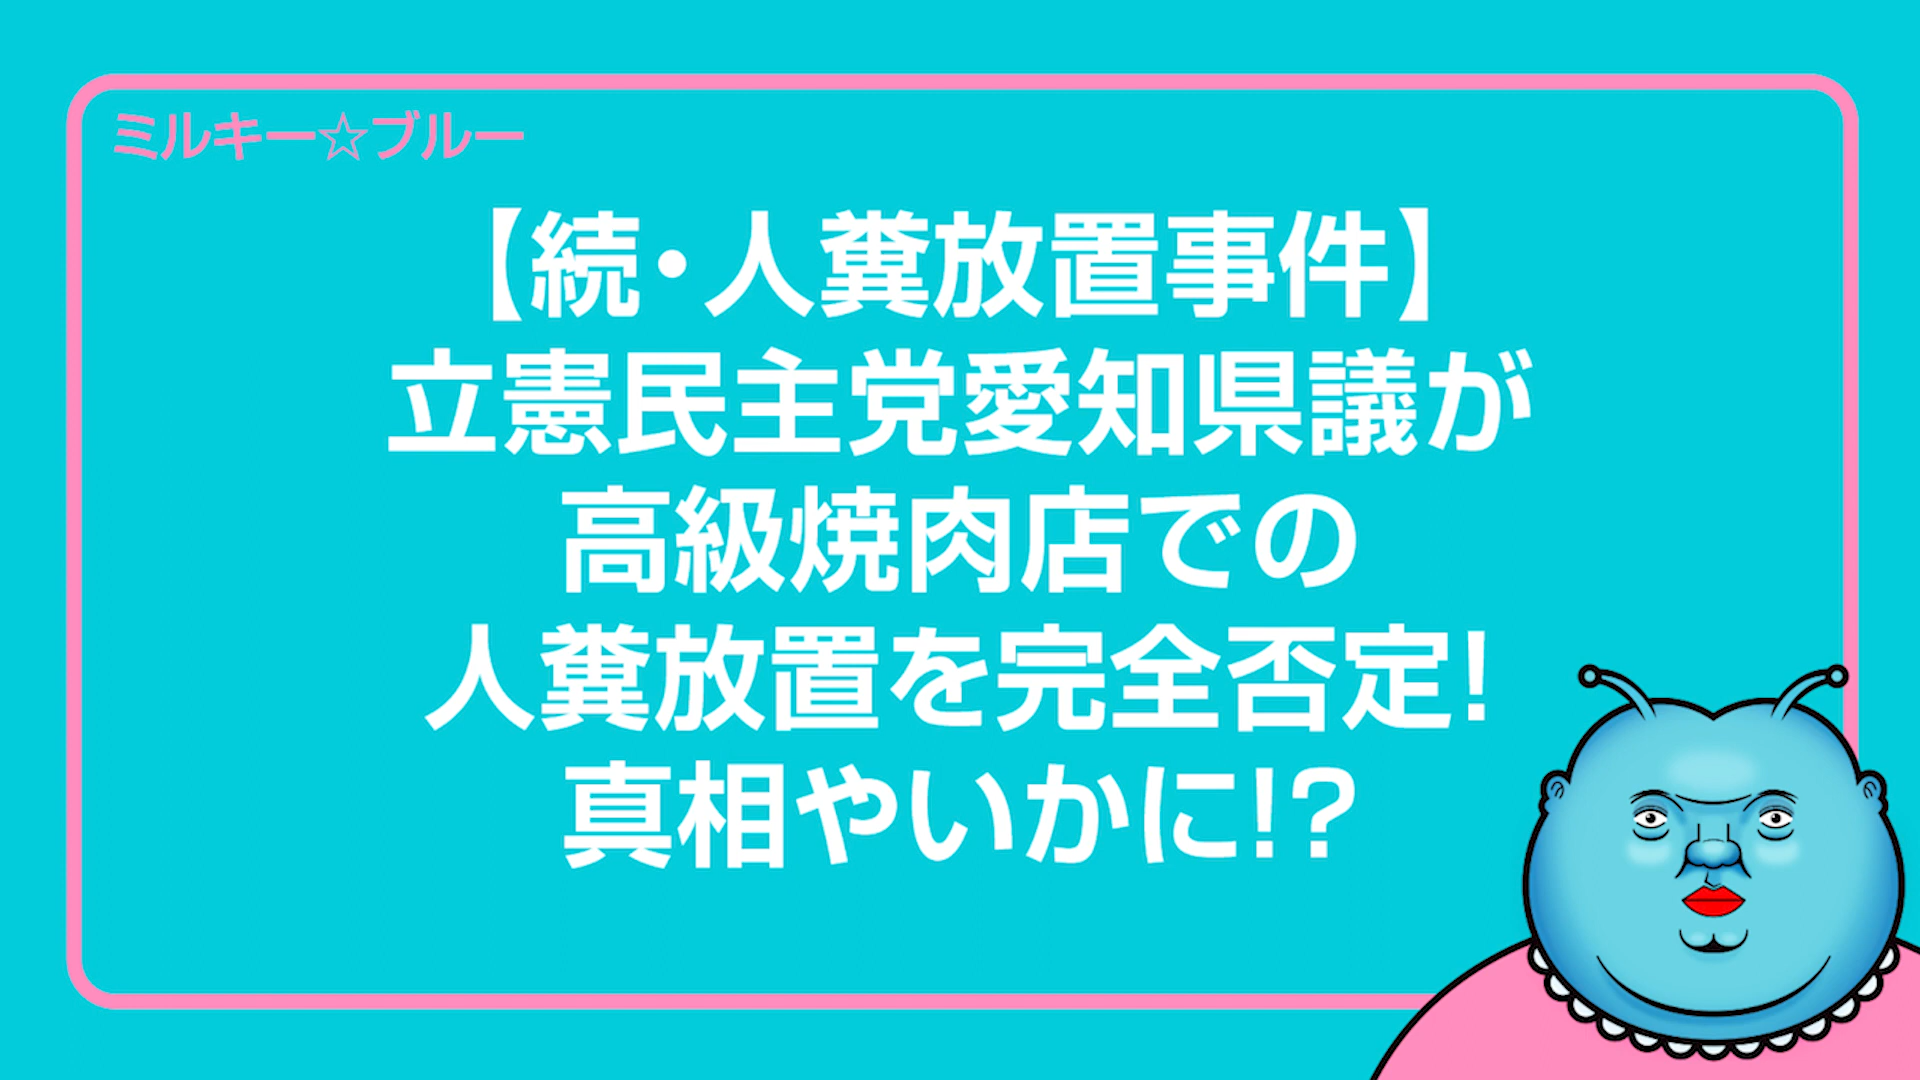 ミルキー☆ブルー
【続・人糞放置事件】
立憲民主党愛知県議が
高級焼肉店での
人糞放置を完全否定!
真相やいかに!?